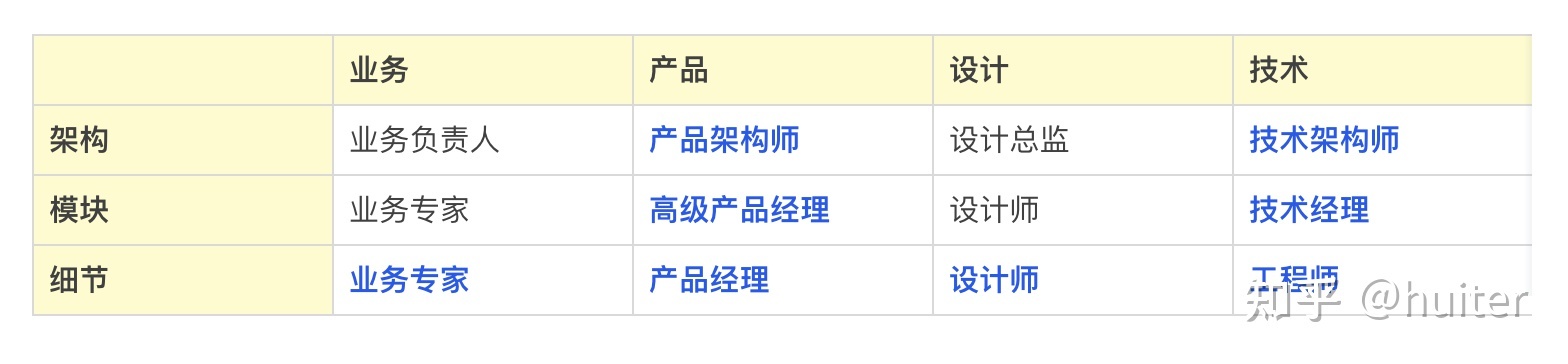 业务 产品 设计 技术
架构 业务负责人 产品架构师 设计总监 技术架构师
模块 业务专家 高级产品经理 设计师 技术经理
细节 业务专家 产品经理 设计师 工程师
知乎 @huiter